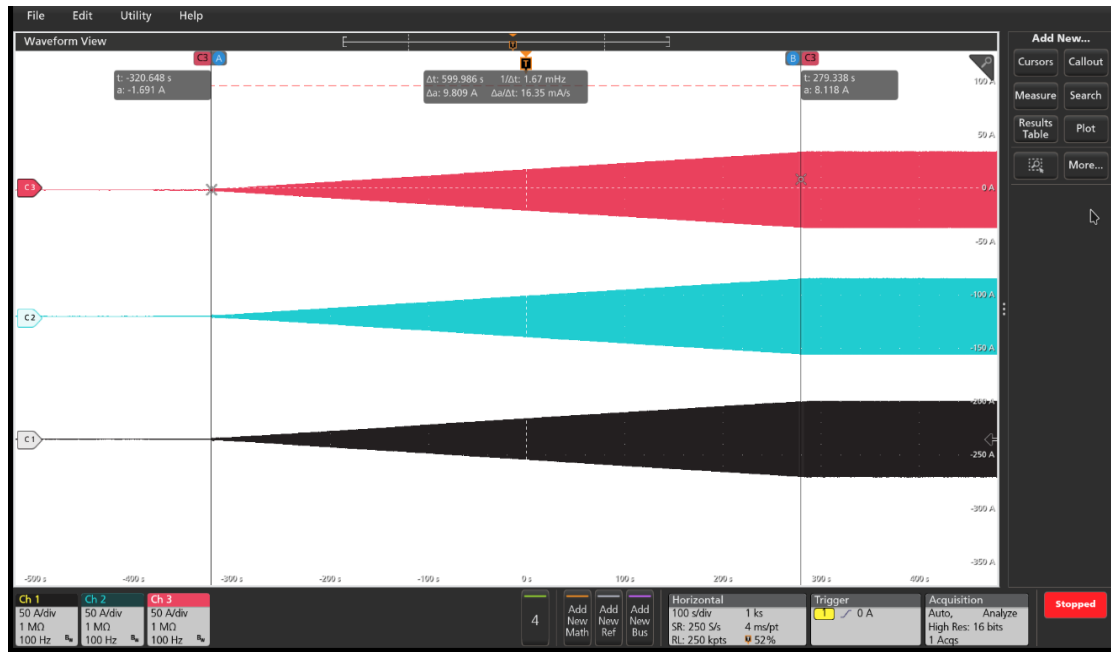 File Edit Utility Help
Waveform View
Add New...
C3 A
T
B C3
Cursors Callout
t: -320.648 s
a: -1.691 A
Δt: 599.986 s 1/Δt: 1.67 mHz
Δa: 9.809 A Δa/Δt: 16.35 mA/s
t: 279.338 s
a: 8.118 A
100 A
Measure Search
Results Table Plot
50 A
More...
C3
0 A
-50 A
-100 A
C2
-150 A
-200 A
C1
-250 A
-300 A
-350 A
-500 s -400 s -300 s -200 s -100 s 0 s 100 s 200 s 300 s 400 s
Ch 1
50 A/div
1 MΩ
100 Hz
Ch 2
50 A/div
1 MΩ
100 Hz
Ch 3
50 A/div
1 MΩ
100 Hz
4
Add
New
Math
Add
New
Ref
Add
New
Bus
Horizontal
100 s/div 1 ks
SR: 250 S/s 4 ms/pt
RL: 250 kpts 52%
Trigger
1 0 A
Acquisition
Auto, Analyze
High Res: 16 bits
1 Acqs
Stopped